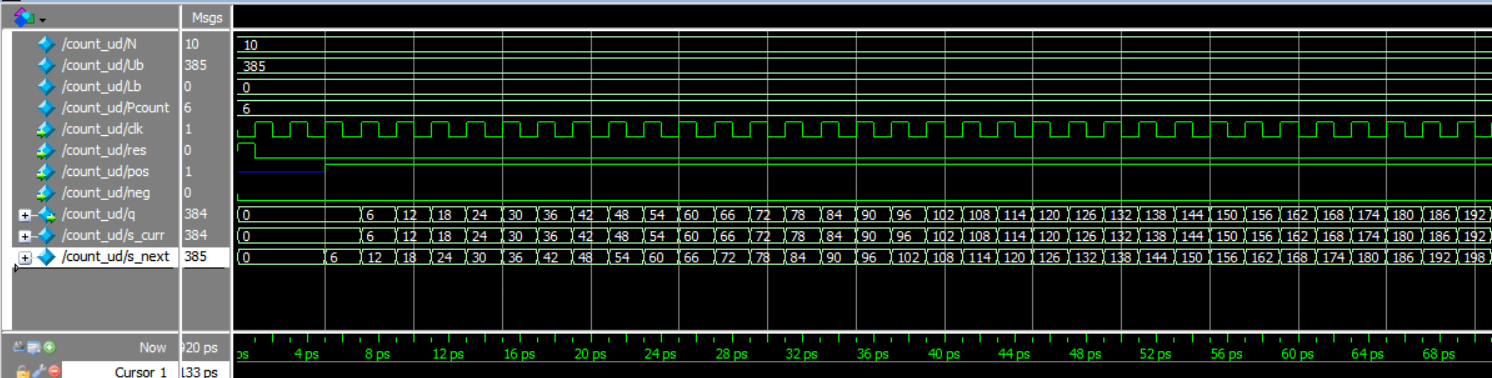 Msgs
/count_ud/N 10 10
/count_ud/Ub 385 385
/count_ud/Lb 0 0
/count_ud/Pcount 6 6
/count_ud/clk 1
/count_ud/res 0
/count_ud/pos 1
/count_ud/neg 0
/count_ud/q 384 0 6 12 18 24 30 36 42 48 54 60 66 72 78 84 90 96 102 108 114 120 126 132 138 144 150 156 162 168 174 180 186 192
/count_ud/s_curr 384 0 6 12 18 24 30 36 42 48 54 60 66 72 78 84 90 96 102 108 114 120 126 132 138 144 150 156 162 168 174 180 186 192
/count_ud/s_next 385 0 6 12 18 24 30 36 42 48 54 60 66 72 78 84 90 96 102 108 114 120 126 132 138 144 150 156 162 168 174 180 186 192 198
Now 920 ps ps 4 ps 8 ps 12 ps 16 ps 20 ps 24 ps 28 ps 32 ps 36 ps 40 ps 44 ps 48 ps 52 ps 56 ps 60 ps 64 ps 68 ps
Cursor 1 133 ps